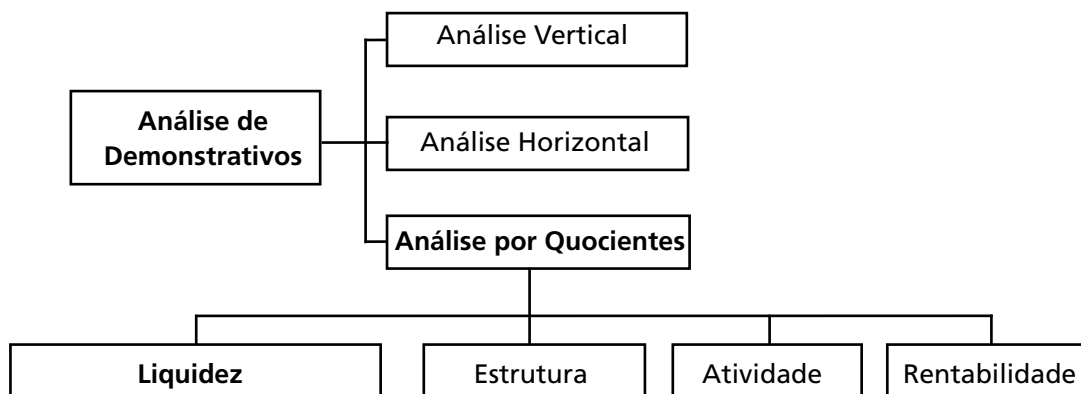 Análise Vertical
Análise de
Demonstrativos
Análise Horizontal
Análise por Quocientes
Liquidez
Estrutura
Atividade
Rentabilidade